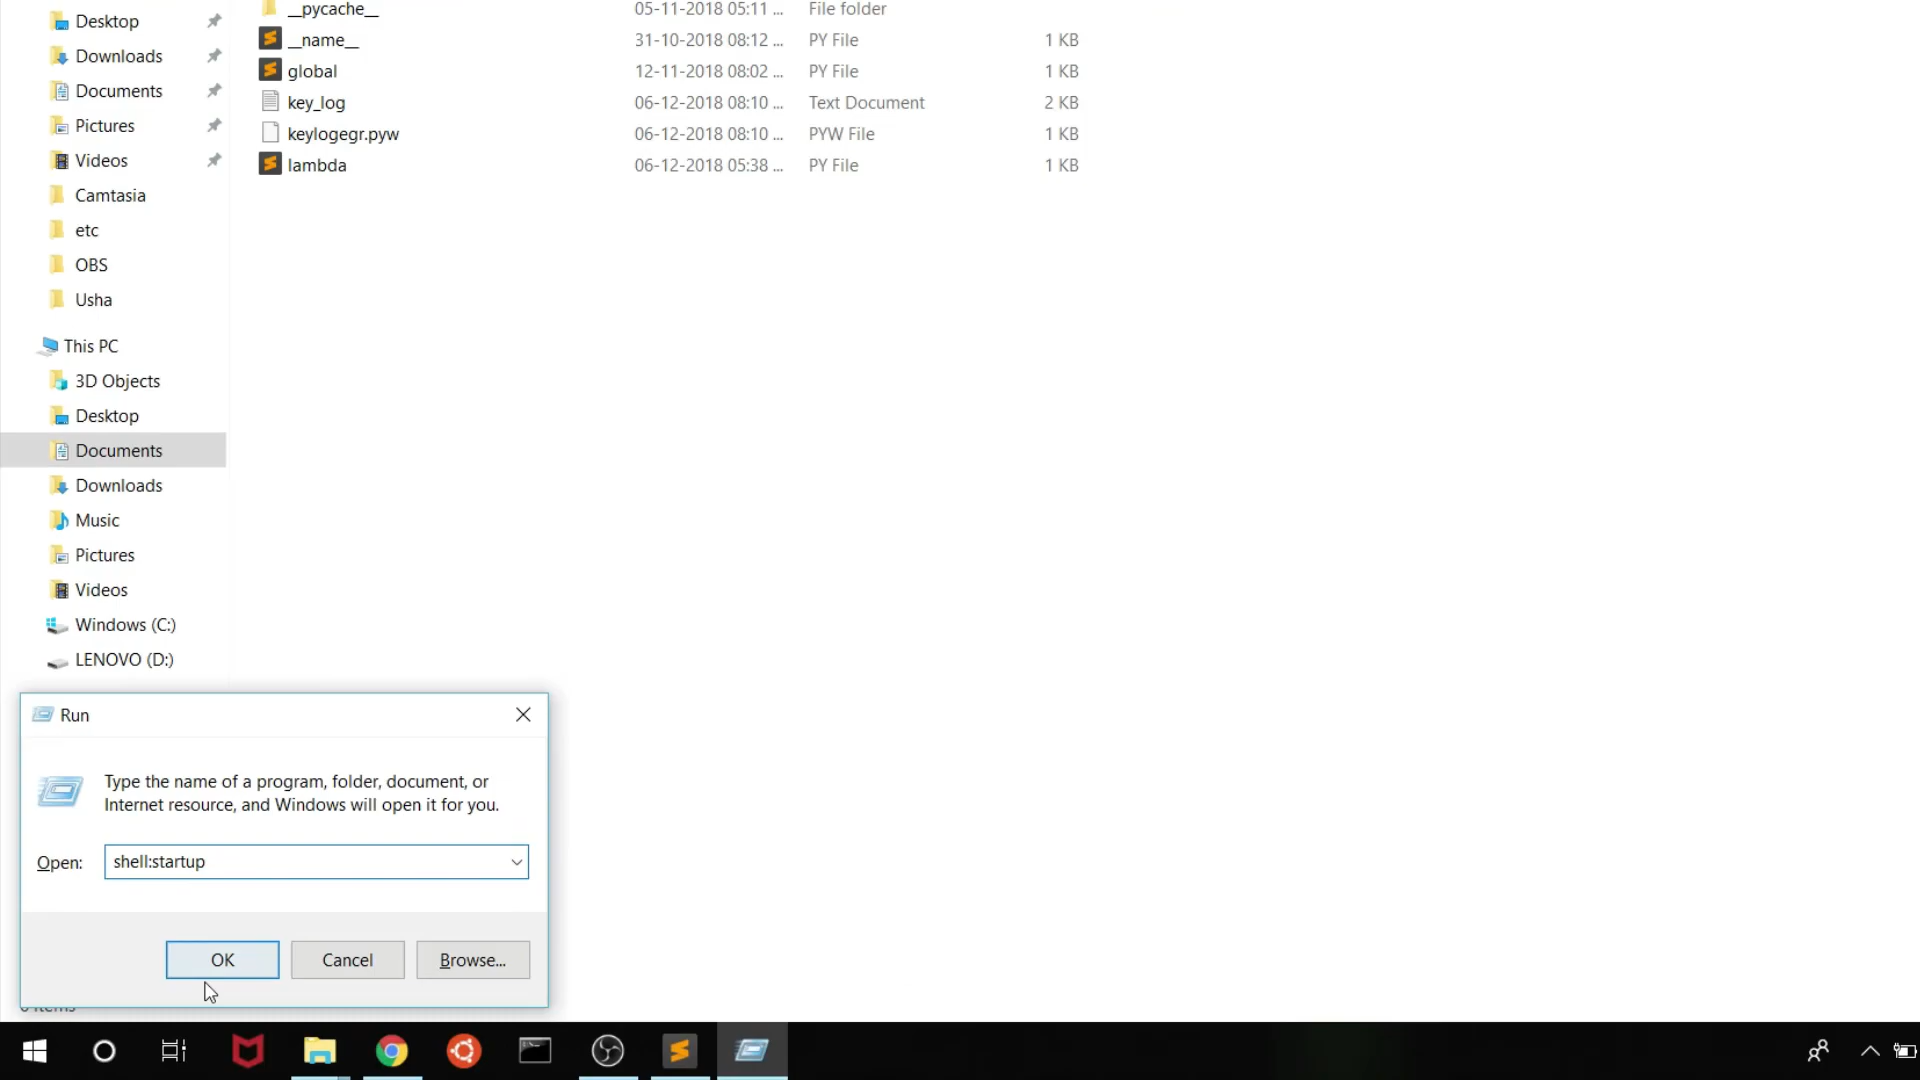 Desktop
Downloads
Documents
Pictures
Videos
Camtasia
etc
OBS
Usha
This PC
3D Objects
Desktop
Documents
Downloads
Music
Pictures
Videos
Windows (C:)
LENOVO (D:)
__pycache__ 05-11-2018 05:11 ... File folder
__name__ 31-10-2018 08:12 ... PY File 1 KB
global 12-11-2018 08:02 ... PY File 1 KB
key_log 06-12-2018 08:10 ... Text Document 2 KB
keylogegr.pyw 06-12-2018 08:10 ... PYW File 1 KB
lambda 06-12-2018 05:38 ... PY File 1 KB
Run
Type the name of a program, folder, document, or
Internet resource, and Windows will open it for you.
Open: shell:startup
OK Cancel Browse...
items